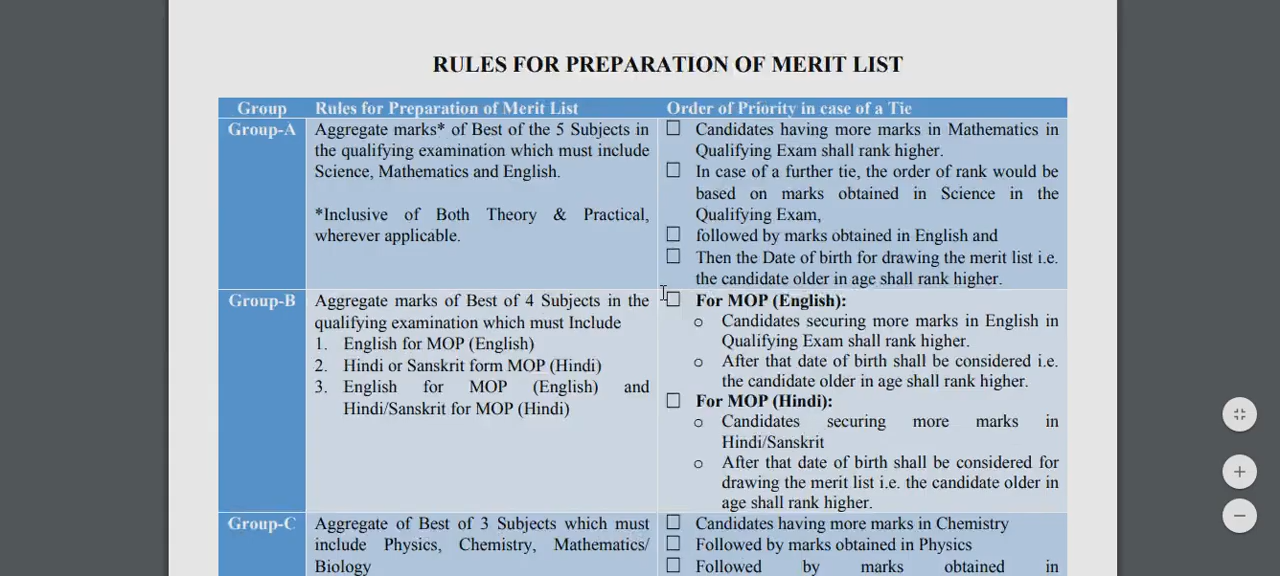 RULES FOR PREPARATION OF MERIT LIST
Group Rules for Preparation of Merit List Order of Priority in case of a Tie
Group-A
Aggregate marks* of Best of the 5 Subjects in
the qualifying examination which must include
Science, Mathematics and English.
*Inclusive of Both Theory & Practical,
wherever applicable.
Candidates having more marks in Mathematics in
Qualifying Exam shall rank higher.
In case of a further tie, the order of rank would be
based on marks obtained in Science in the
Qualifying Exam,
followed by marks obtained in English and
Then the Date of birth for drawing the merit list i.e.
the candidate older in age shall rank higher.
Group-B
Aggregate marks of Best of 4 Subjects in the
qualifying examination which must Include
1. English for MOP (English)
2. Hindi or Sanskrit form MOP (Hindi)
3. English for MOP (English) and
Hindi/Sanskrit for MOP (Hindi)
For MOP (English):
o Candidates securing more marks in English in
Qualifying Exam shall rank higher.
o After that date of birth shall be considered i.e.
the candidate older in age shall rank higher.
For MOP (Hindi):
o Candidates securing more marks in
Hindi/Sanskrit
o After that date of birth shall be considered for
drawing the merit list i.e. the candidate older in
age shall rank higher.
Group-C
Aggregate of Best of 3 Subjects which must
include Physics, Chemistry, Mathematics/
Biology
Candidates having more marks in Chemistry
Followed by marks obtained in Physics
Followed by marks obtained in